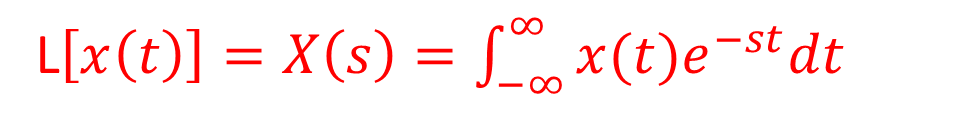 L[x(t)] = X(s) = ∫_{-∞}^{∞} x(t)e^{-st}dt